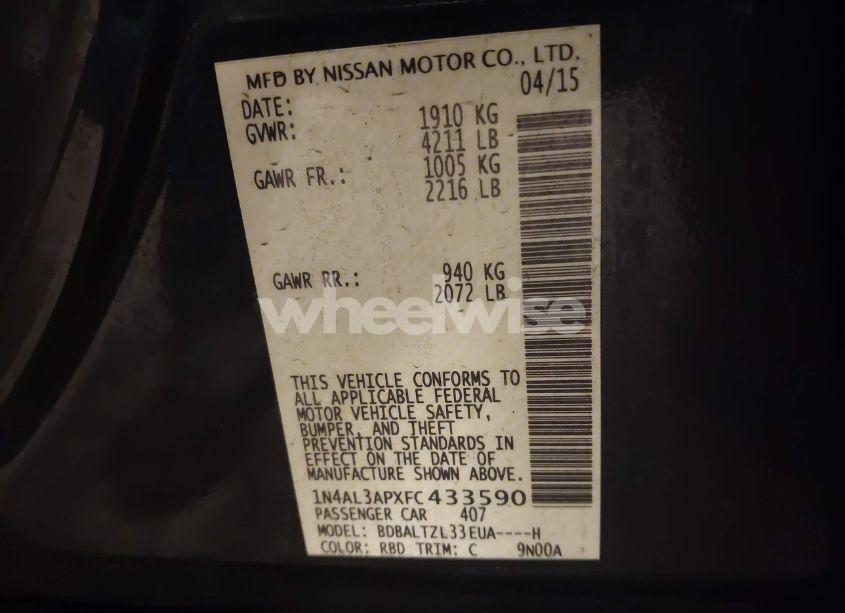 MFD BY NISSAN MOTOR CO., LTD.
DATE: 04/15
GVWR: 1910 KG
4211 LB
GAWR FR.: 1005 KG
2216 LB
GAWR RR.: 940 KG
2072 LB
wheelwise
THIS VEHICLE CONFORMS TO
ALL APPLICABLE FEDERAL
MOTOR VEHICLE SAFETY,
BUMPER, AND THEFT
PREVENTION STANDARDS IN
EFFECT ON THE DATE OF
MANUFACTURE SHOWN ABOVE.
1N4AL3APXFC433590
PASSENGER CAR 407
MODEL: BDBALTZL33EUA----H
COLOR: RBD TRIM: C 9N00A